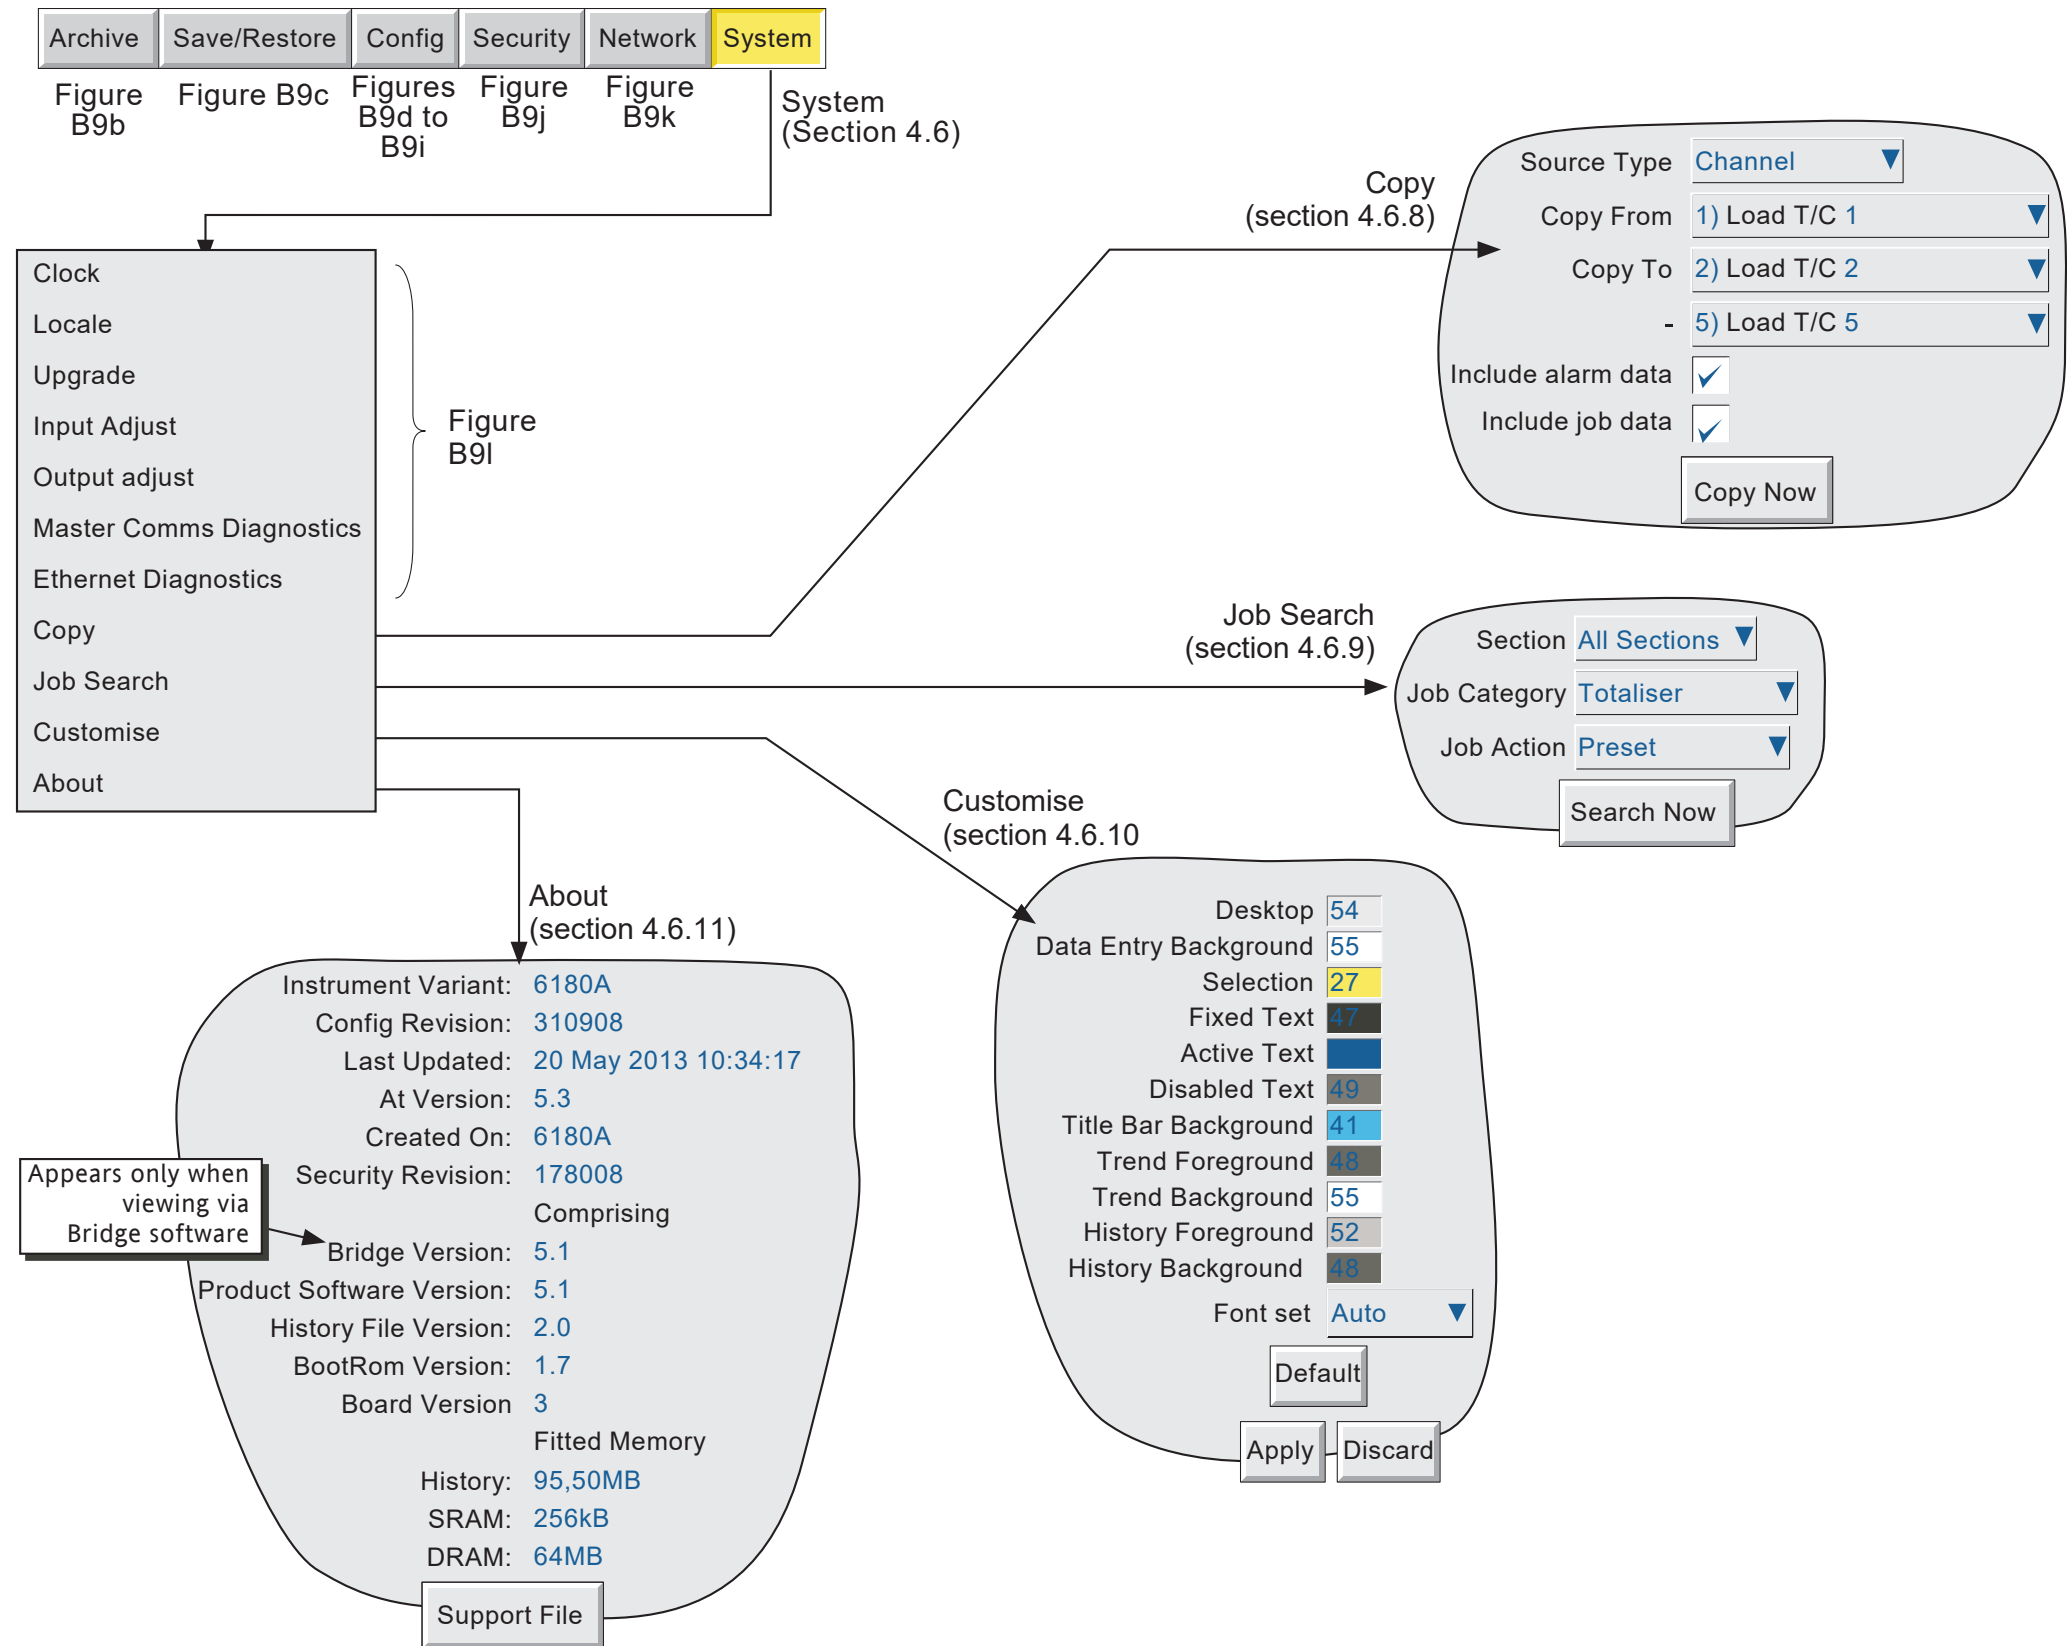 Archive Save/Restore Config Security Network System
Figure
B9b
Figure B9c
Figures
B9d to
B9i
Figure
B9j
Figure
B9k
System
(Section 4.6)
Clock
Locale
Upgrade
Input Adjust
Output adjust
Master Comms Diagnostics
Ethernet Diagnostics
Copy
Job Search
Customise
About
Figure
B9l
Copy
(section 4.6.8)
Source Type Channel
Copy From 1) Load T/C 1
Copy To 2) Load T/C 2
- 5) Load T/C 5
Include alarm data
Include job data
Copy Now
Job Search
(section 4.6.9)
Section All Sections
Job Category Totaliser
Job Action Preset
Search Now
Customise
(section 4.6.10
Desktop 54
Data Entry Background 55
Selection 27
Fixed Text 47
Active Text
Disabled Text 49
Title Bar Background 41
Trend Foreground 48
Trend Background 55
History Foreground 52
History Background 48
Font set Auto
Default
Apply Discard
About
(section 4.6.11)
Instrument Variant: 6180A
Config Revision: 310908
Last Updated: 20 May 2013 10:34:17
At Version: 5.3
Created On: 6180A
Security Revision: 178008
Comprising
Bridge Version: 5.1
Product Software Version: 5.1
History File Version: 2.0
BootRom Version: 1.7
Board Version 3
Fitted Memory
History: 95,50MB
SRAM: 256kB
DRAM: 64MB
Support File
Appears only when
viewing via
Bridge software